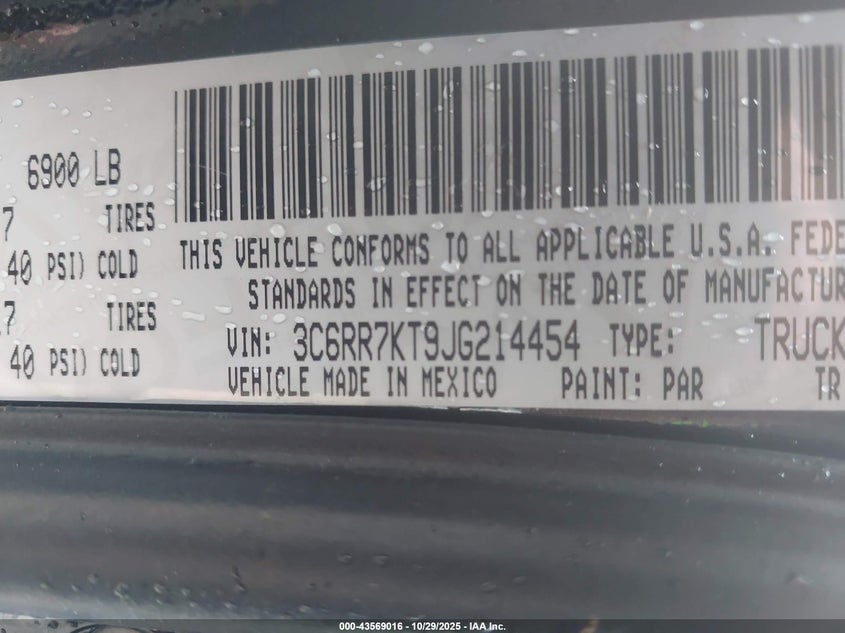 6900 LB
7 TIRES
40 PSI) COLD
7 TIRES
40 PSI) COLD
THIS VEHICLE CONFORMS TO ALL APPLICABLE U.S.A. FEDE
STANDARDS IN EFFECT ON THE DATE OF MANUFACTUR
VIN: 3C6RR7KT9JG214454 TYPE: TRUCK
VEHICLE MADE IN MEXICO PAINT: PAR TR
000-43569016 - 10/29/2025 - IAA Inc.